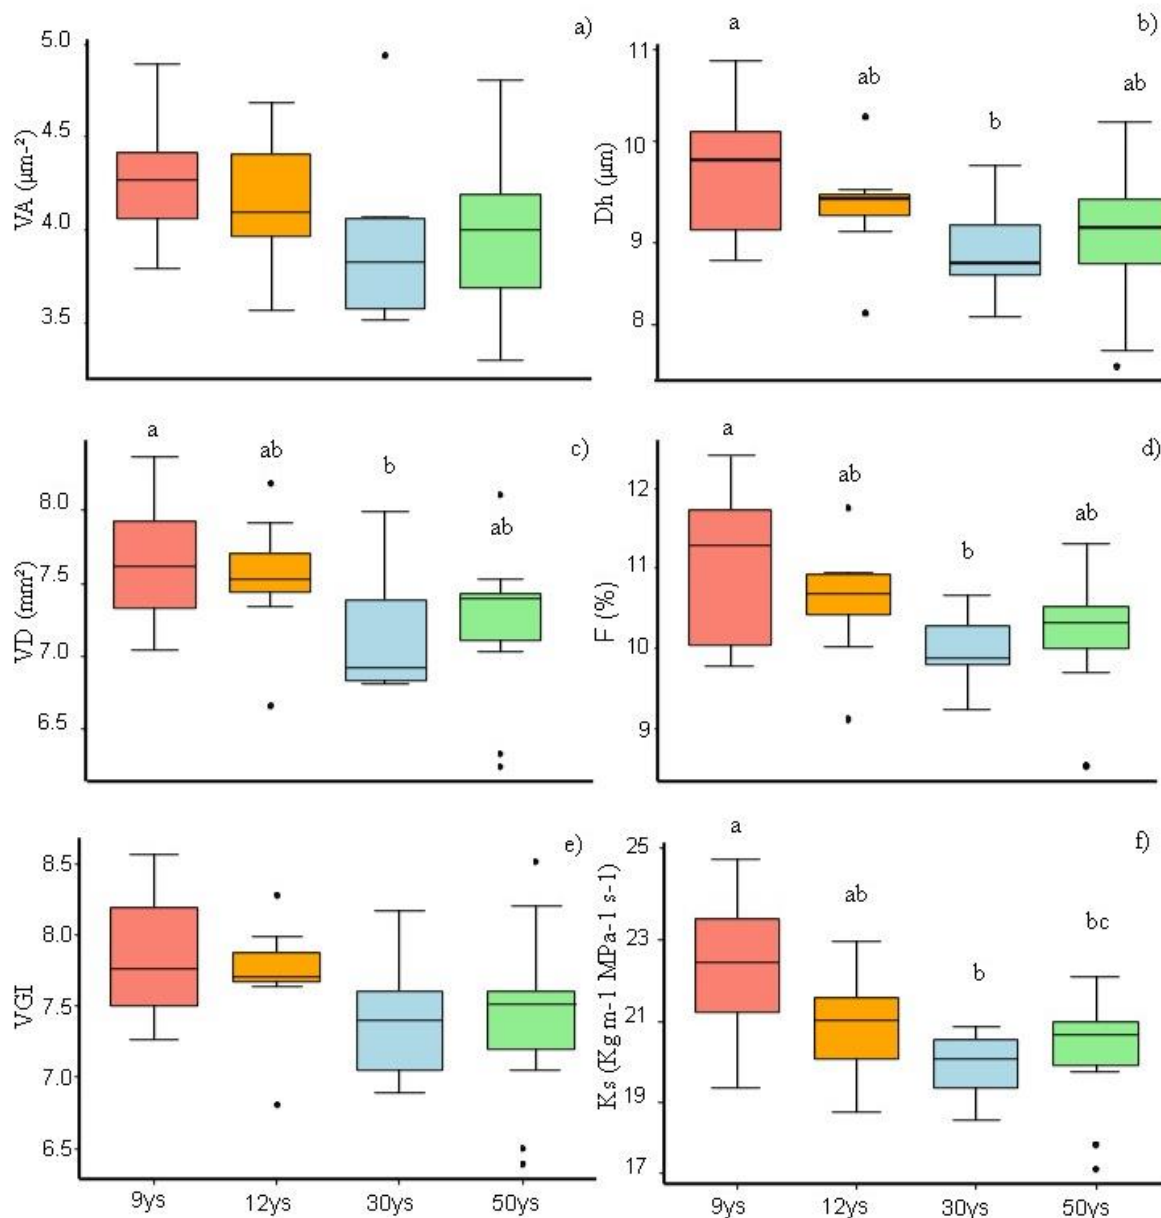 a)
5.0
4.5
4.0
3.5
VA (μm-²)
b)
a
ab
b
ab
11
10
9
8
Dh (μm)
c)
a
ab
b
ab
8.0
7.5
7.0
6.5
VD (mm²)
d)
a
ab
b
ab
12
11
10
9
F (%)
e)
8.5
8.0
7.5
7.0
6.5
VGI
9ys 12ys 30ys 50ys
f)
a
ab
b
bc
25
23
21
19
17
Ks (Kg m-1 MPa-1 s-1)
9ys 12ys 30ys 50ys